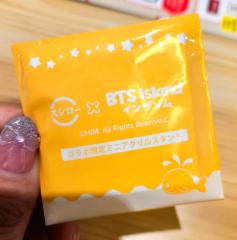 スシロー × BTS island
インザソム
©HIM. All Rights Reserved.
コラボ限定ミニアクリルスタンド